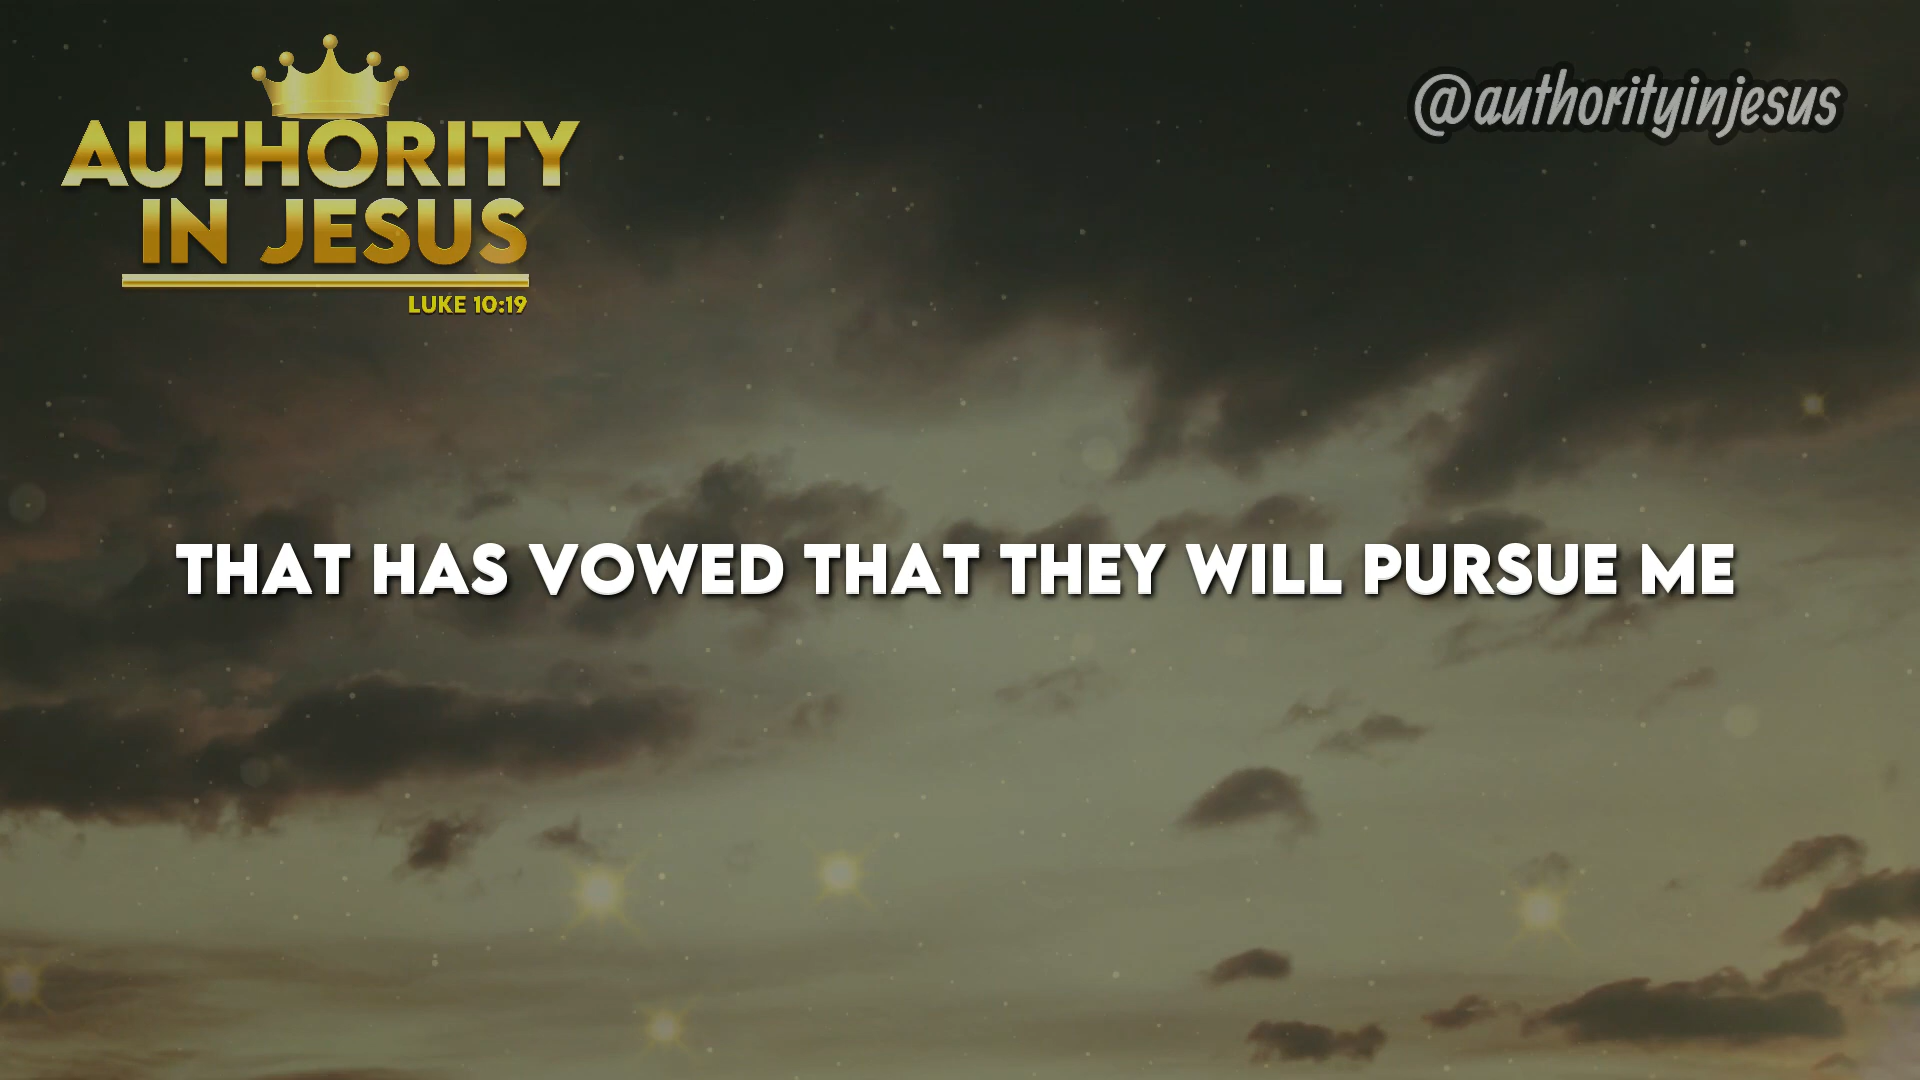 AUTHORITY
IN JESUS
LUKE 10:19
@authorityinjesus
THAT HAS VOWED THAT THEY WILL PURSUE ME